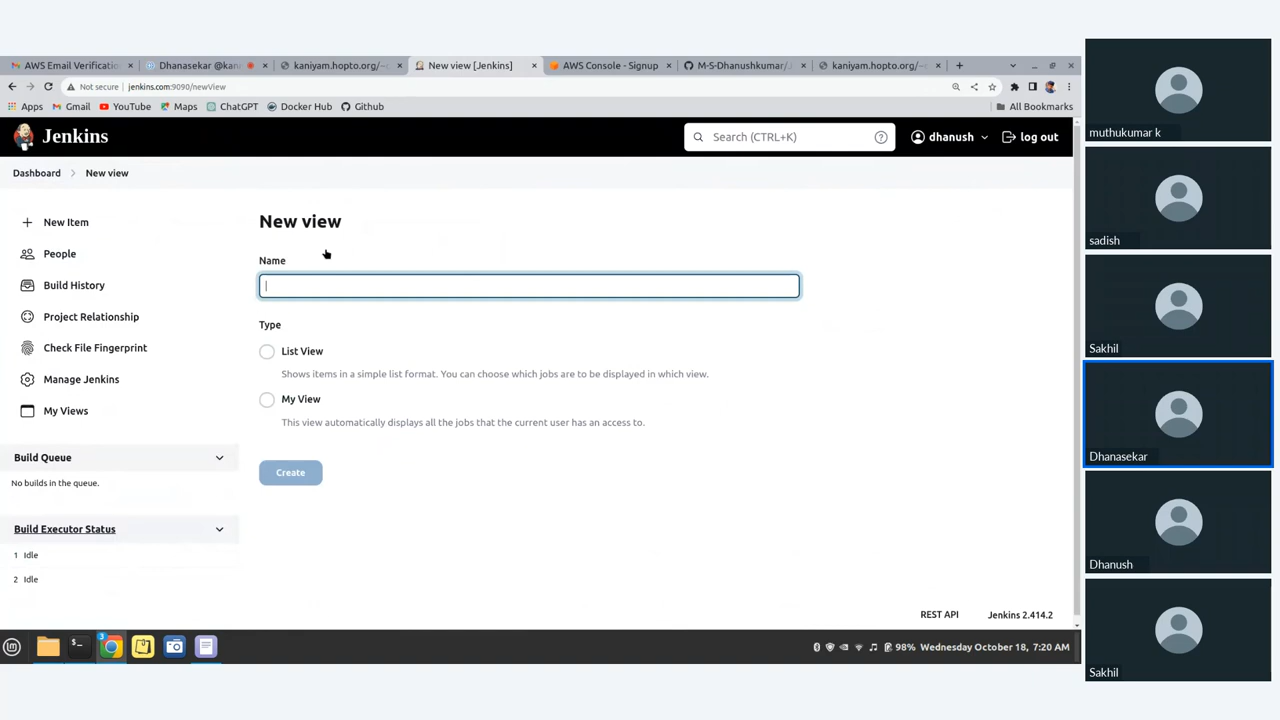 AWS Email Verificati
Dhanasekar @kan
kaniyam.hopto.org/~
New view [Jenkins]
AWS Console - Signup
M-S-Dhanushkumar/J
kaniyam.hopto.org/~
Not secure
jenkins.com:9090/newView
Apps
Gmail
YouTube
Maps
ChatGPT
Docker Hub
Github
All Bookmarks
Jenkins
Search (CTRL+K)
dhanush
log out
Dashboard
New view
New Item
People
Build History
Project Relationship
Check File Fingerprint
Manage Jenkins
My Views
Build Queue
No builds in the queue.
Build Executor Status
1 Idle
2 Idle
New view
Name
Type
List View
Shows items in a simple list format. You can choose which jobs are to be displayed in which view.
My View
This view automatically displays all the jobs that the current user has access to.
Create
REST API
Jenkins 2.414.2
3
98%
Wednesday October 18, 7:20 AM
muthukumar k
sadish
Sakhil
Dhanasekar
Dhanush
Sakhil